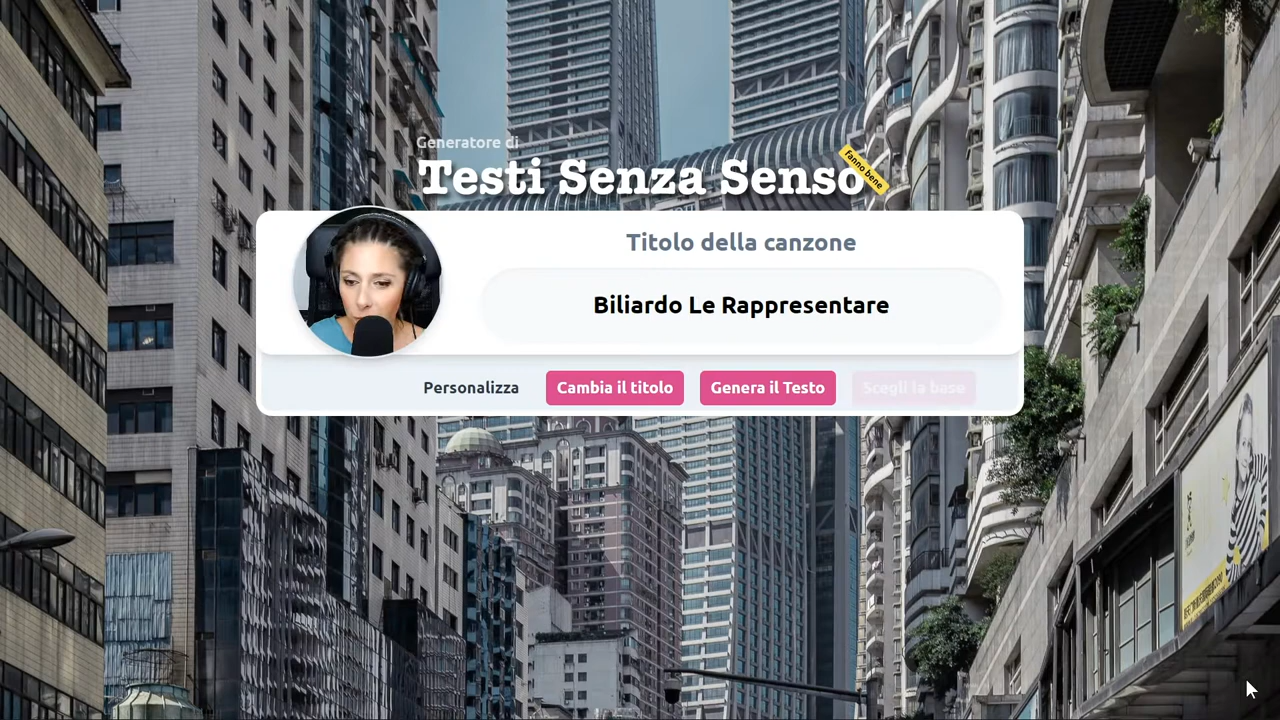 Generatore di
Testi Senza Senso
fanno bene
Titolo della canzone
Biliardo Le Rappresentare
Personalizza
Cambia il titolo
Genera il Testo
Scegli la base